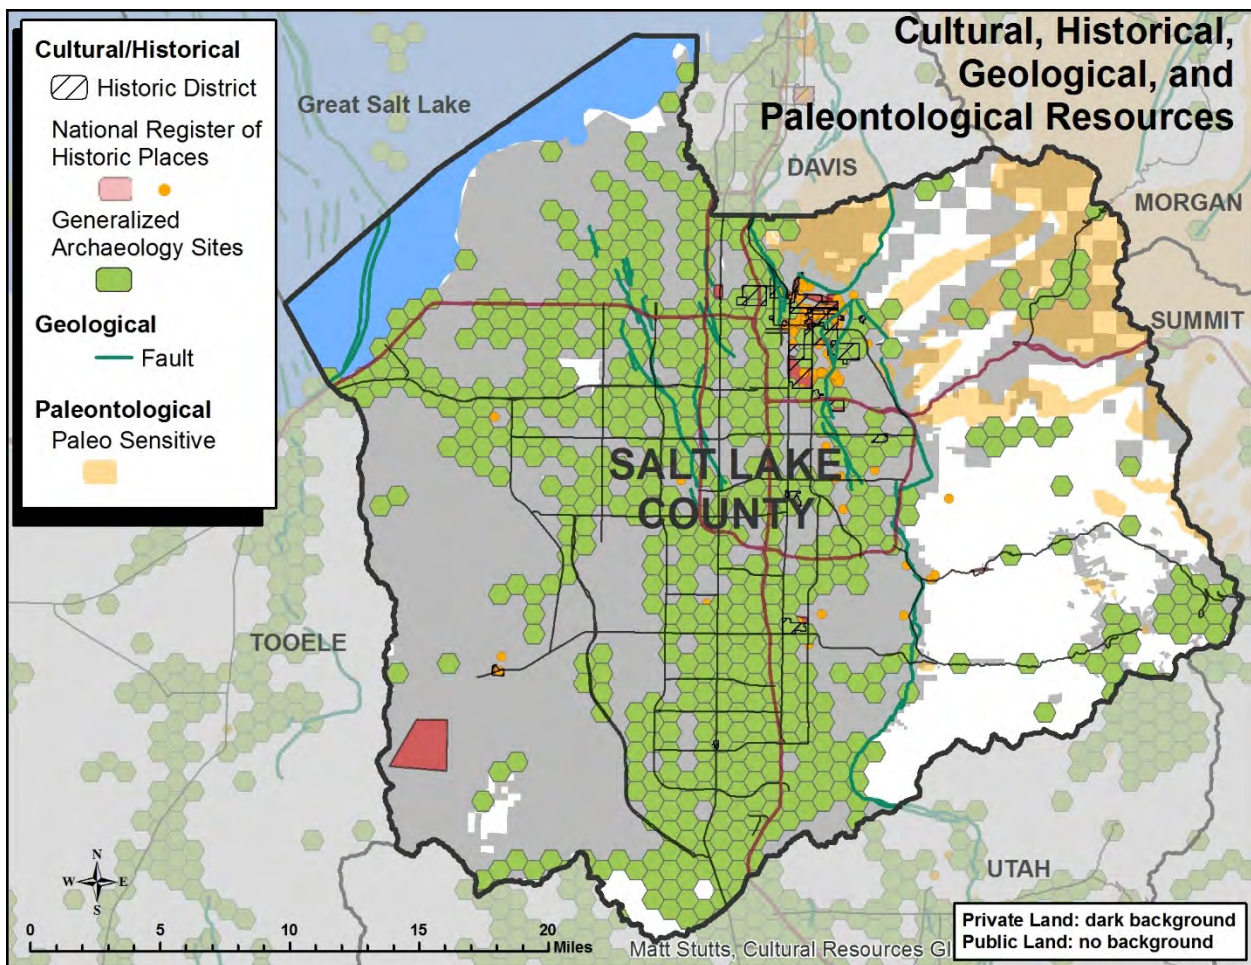 Cultural, Historical,
Geological, and
Paleontological Resources
Cultural/Historical
Historic District
National Register of
Historic Places
Generalized
Archaeology Sites
Geological
Fault
Paleontological
Paleo Sensitive
Great Salt Lake
DAVIS
MORGAN
SUMMIT
SALT LAKE
COUNTY
TOOELE
UTAH
N
W E
S
0 5 10 15 20
Miles
Matt Stutts, Cultural Resources GI
Private Land: dark background
Public Land: no background